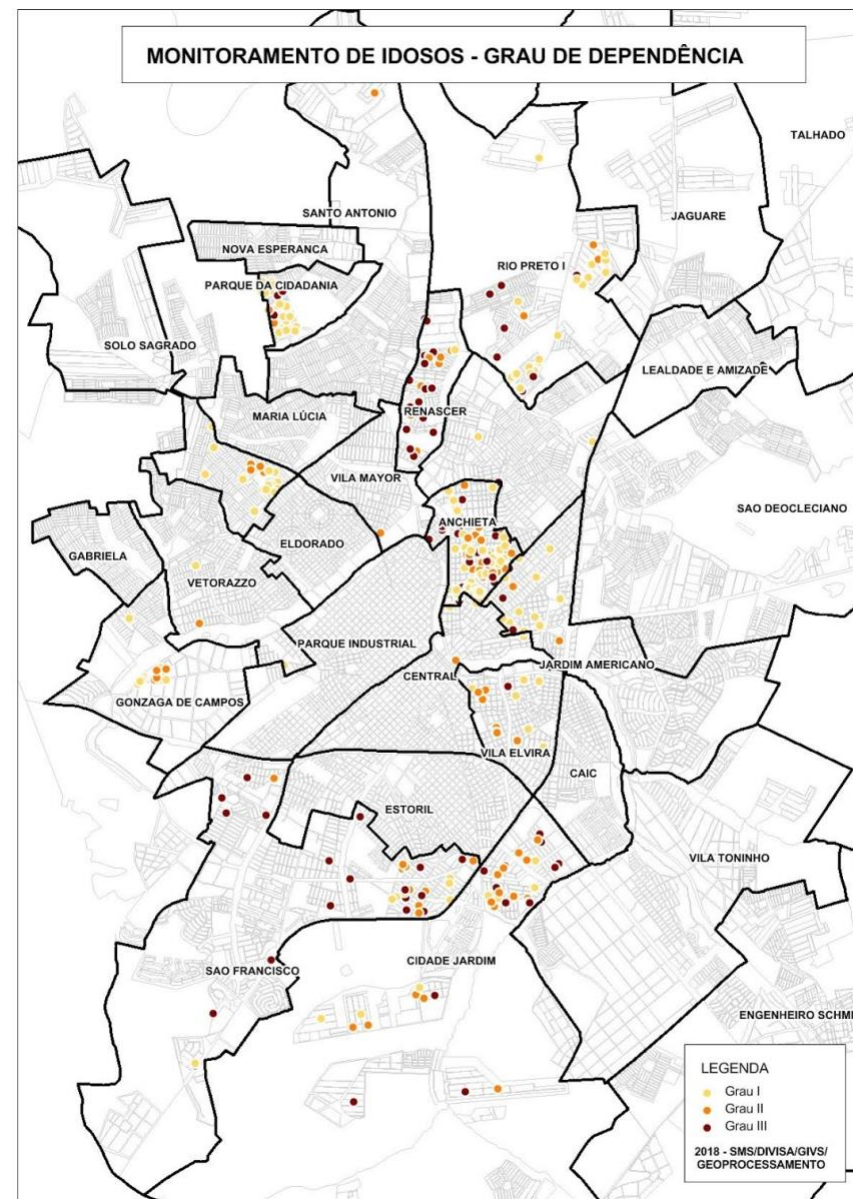 MONITORAMENTO DE IDOSOS - GRAU DE DEPENDÊNCIA
TALHADO
SANTO ANTONIO
JAGUARE
NOVA ESPERANCA
RIO PRETO I
PARQUE DA CIDADANIA
SOLO SAGRADO
LEALDADE E AMIZADE
MARIA LÚCIA
RENASCER
VILA MAYOR
SAO DEOCLECIANO
ANCHIETA
ELDORADO
GABRIELA
VETORAZZO
PARQUE INDUSTRIAL
JARDIM AMERICANO
CENTRAL
GONZAGA DE CAMPOS
VILA ELVIRA
CAIC
ESTORIL
VILA TONINHO
CIDADE JARDIM
SAO FRANCISCO
ENGENHEIRO SCHMI
LEGENDA
Grau I
Grau II
Grau III
2018 - SMS/DIVISA/GIVS/
GEOPROCESSAMENTO